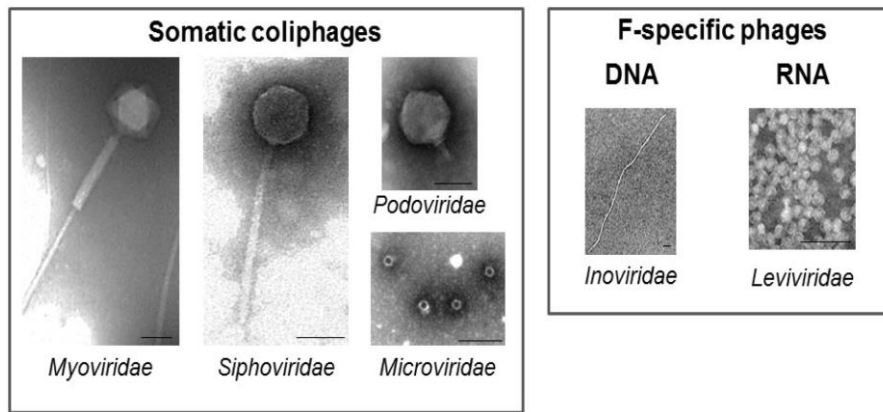 Somatic coliphages
Myoviridae
Siphoviridae
Podoviridae
Microviridae
F-specific phages
DNA
RNA
Inoviridae
Leviviridae